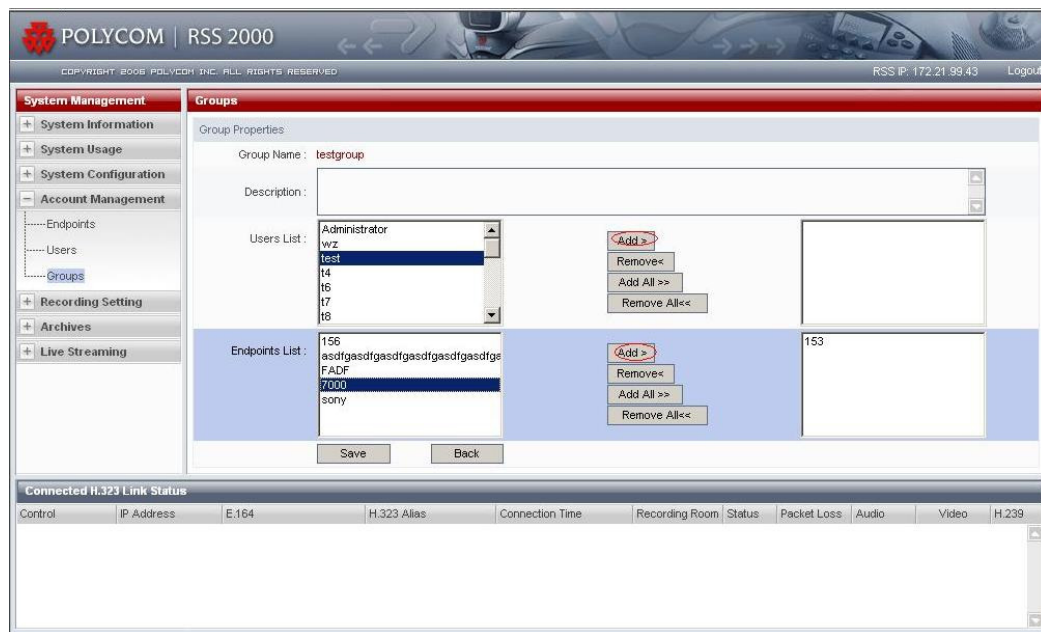 POLYCOM | RSS 2000
COPYRIGHT 2006 POLYCOM INC. ALL RIGHTS RESERVED
RSS IP: 172.21.99.43
Logout
System Management
+ System Information
+ System Usage
+ System Configuration
- Account Management
Endpoints
Users
Groups
+ Recording Setting
+ Archives
+ Live Streaming
Groups
Group Properties
Group Name : testgroup
Description :
Users List :
Administrator
wz
test
t4
t6
t7
t8
Add >
Remove<
Add All >>
Remove All<<
Endpoints List :
156
asdfgasdfgasdfgasdfgasdfgasdfga
FADF
7000
sony
Add >
Remove<
Add All >>
Remove All<<
153
Save Back
Connected H.323 Link Status
Control IP Address E.164 H.323 Alias Connection Time Recording Room Status Packet Loss Audio Video H.239